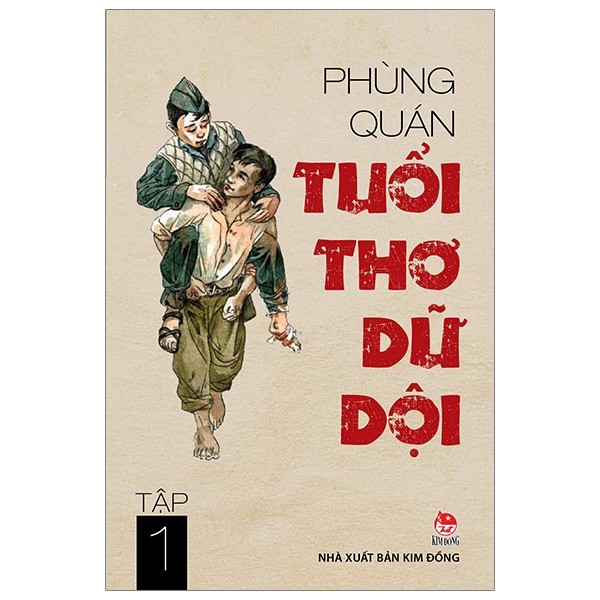 PHÙNG
QUÁN
TUỔI
THƠ
DỮ
DỘI
TẬP
1
KIM ĐỒNG
NHÀ XUẤT BẢN KIM ĐỒNG